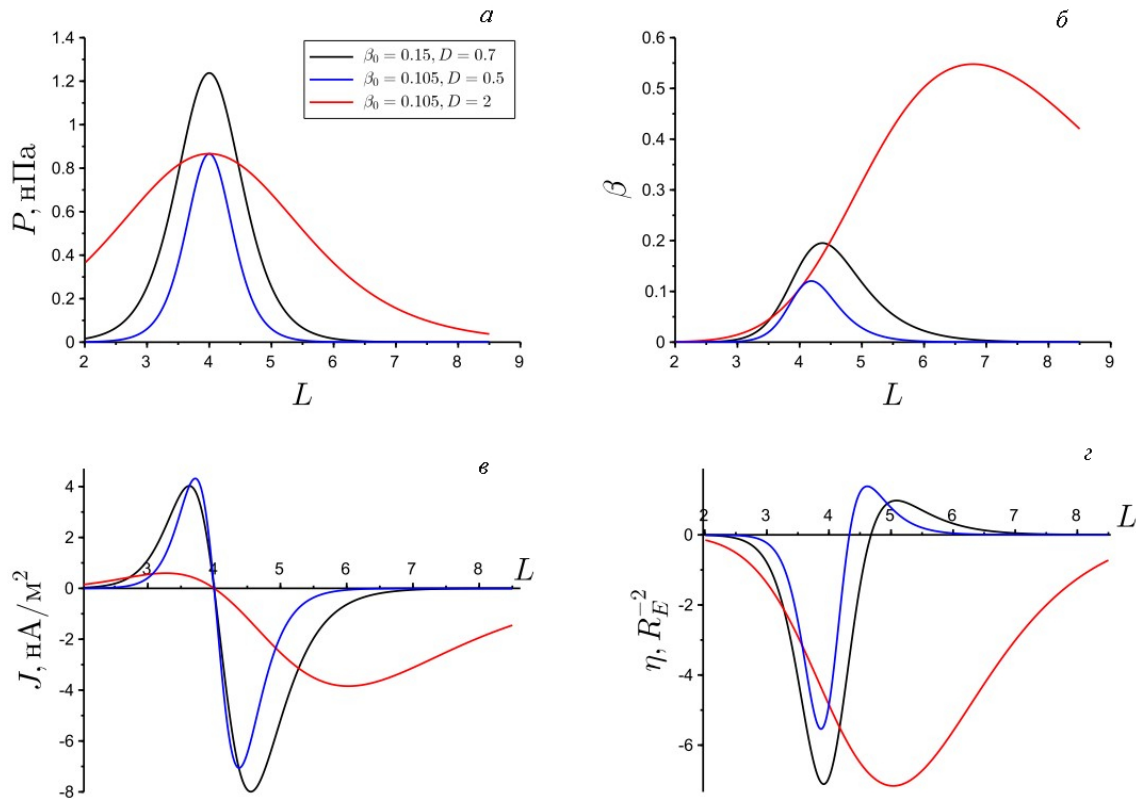 а
P, нПа
1.4
1.2
1
0.8
0.6
0.4
0.2
0
2 3 4 5 6 7 8 9
L
β₀ = 0.15, D = 0.7
β₀ = 0.105, D = 0.5
β₀ = 0.105, D = 2
б
β
0.6
0.5
0.4
0.3
0.2
0.1
0
2 3 4 5 6 7 8 9
L
в
J, нА/м²
4
2
0
-2
-4
-6
-8
3 4 5 6 7 8
L
г
η, R_E^{-2}
0
-2
-4
-6
2 3 4 5 6 7 8
L